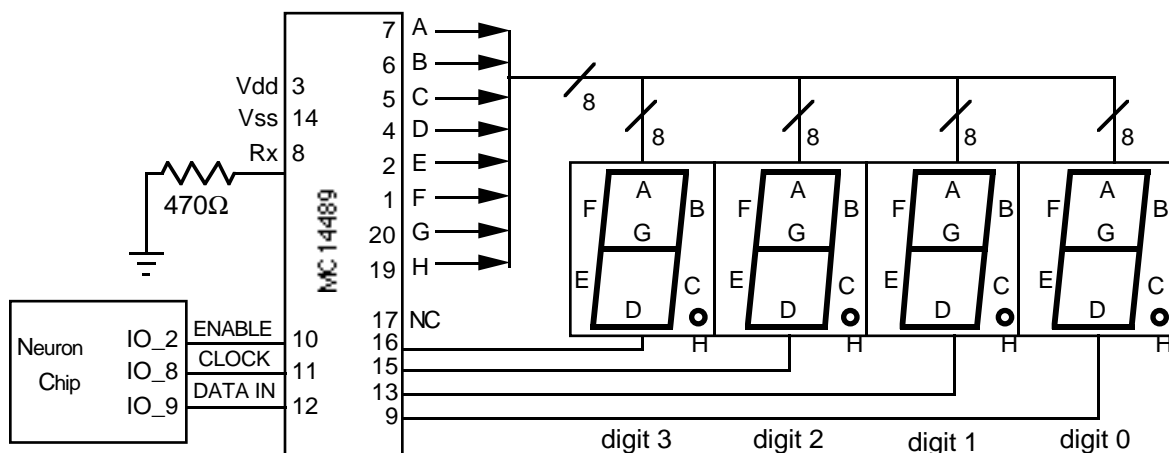 7 A
6 B
5 C
4 D
2 E
1 F
20 G
19 H
17 NC
16
15
13
9
Vdd 3
Vss 14
Rx 8
470Ω
MC14489
Neuron
Chip
IO_2 ENABLE 10
IO_8 CLOCK 11
IO_9 DATA IN 12
8
8 8 8 8
A A A A
F B F B F B F B
G G G G
E C E C E C E C
D D D D
H H H H
digit 3 digit 2 digit 1 digit 0